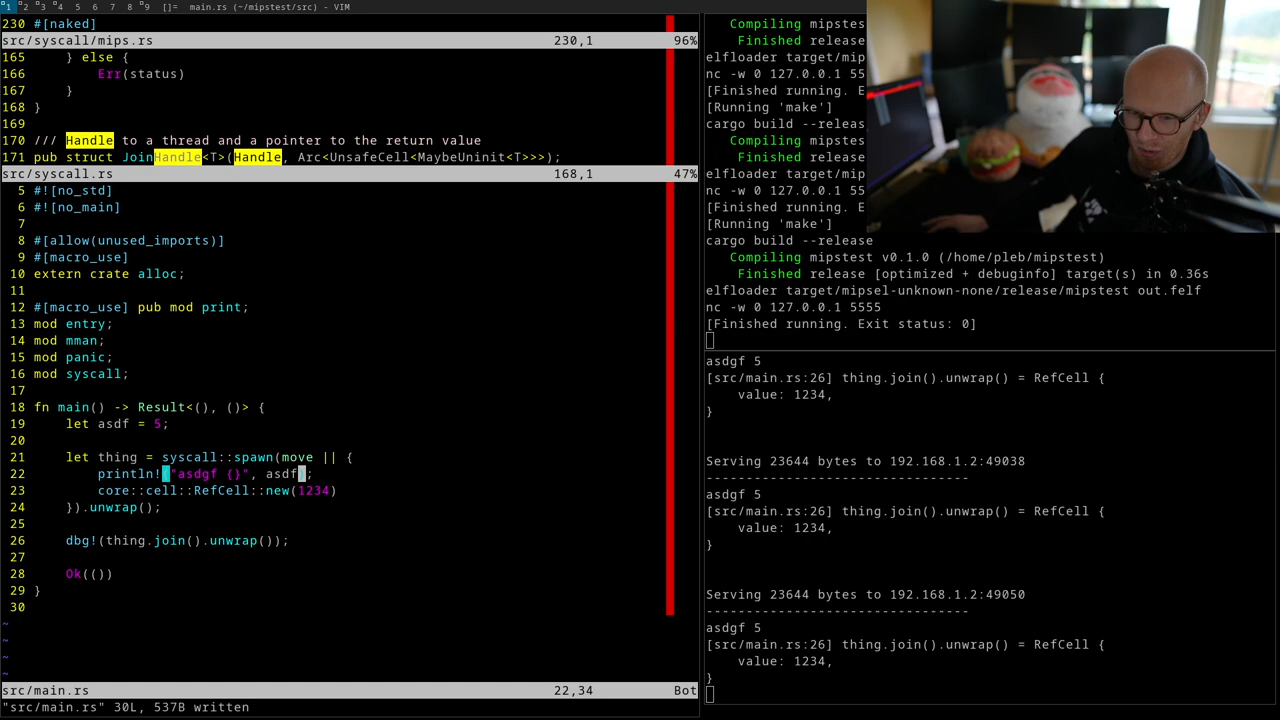 1 2 3 4 5 6 7 8 9 []= main.rs (~/mipstest/src) - VIM
230 #[naked]
src/syscall/mips.rs 230,1 96%
165 } else {
166 Err(status)
167 }
168 }
169
170 /// Handle to a thread and a pointer to the return value
171 pub struct JoinHandle<T>(Handle, Arc<UnsafeCell<MaybeUninit<T>>>);
src/syscall.rs 168,1 47%
5 #![no_std]
6 #![no_main]
7
8 #[allow(unused_imports)]
9 #[macro_use]
10 extern crate alloc;
11
12 #[macro_use] pub mod print;
13 mod entry;
14 mod mman;
15 mod panic;
16 mod syscall;
17
18 fn main() -> Result<(), ()> {
19 let asdf = 5;
20
21 let thing = syscall::spawn(move || {
22 println!("asdgf {}", asdf);
23 core::cell::RefCell::new(1234)
24 }).unwrap();
25
26 dbg!(thing.join().unwrap());
27
28 Ok(())
29 }
30
~
~
~
~
src/main.rs 22,34 Bot
"src/main.rs" 30L, 537B written
Compiling mipstes
Finished release
elfloader target/mip
nc -w 0 127.0.0.1 55
[Finished running. E
[Running 'make']
cargo build --releas
Compiling mipstes
Finished release
elfloader target/mip
nc -w 0 127.0.0.1 55
[Finished running. E
[Running 'make']
cargo build --release
Compiling mipstest v0.1.0 (/home/pleb/mipstest)
Finished release [optimized + debuginfo] target(s) in 0.36s
elfloader target/mipsel-unknown-none/release/mipstest out.felf
nc -w 0 127.0.0.1 5555
[Finished running. Exit status: 0]
asdgf 5
[src/main.rs:26] thing.join().unwrap() = RefCell {
value: 1234,
}
Serving 23644 bytes to 192.168.1.2:49038
---------------------------------
asdgf 5
[src/main.rs:26] thing.join().unwrap() = RefCell {
value: 1234,
}
Serving 23644 bytes to 192.168.1.2:49050
---------------------------------
asdgf 5
[src/main.rs:26] thing.join().unwrap() = RefCell {
value: 1234,
}